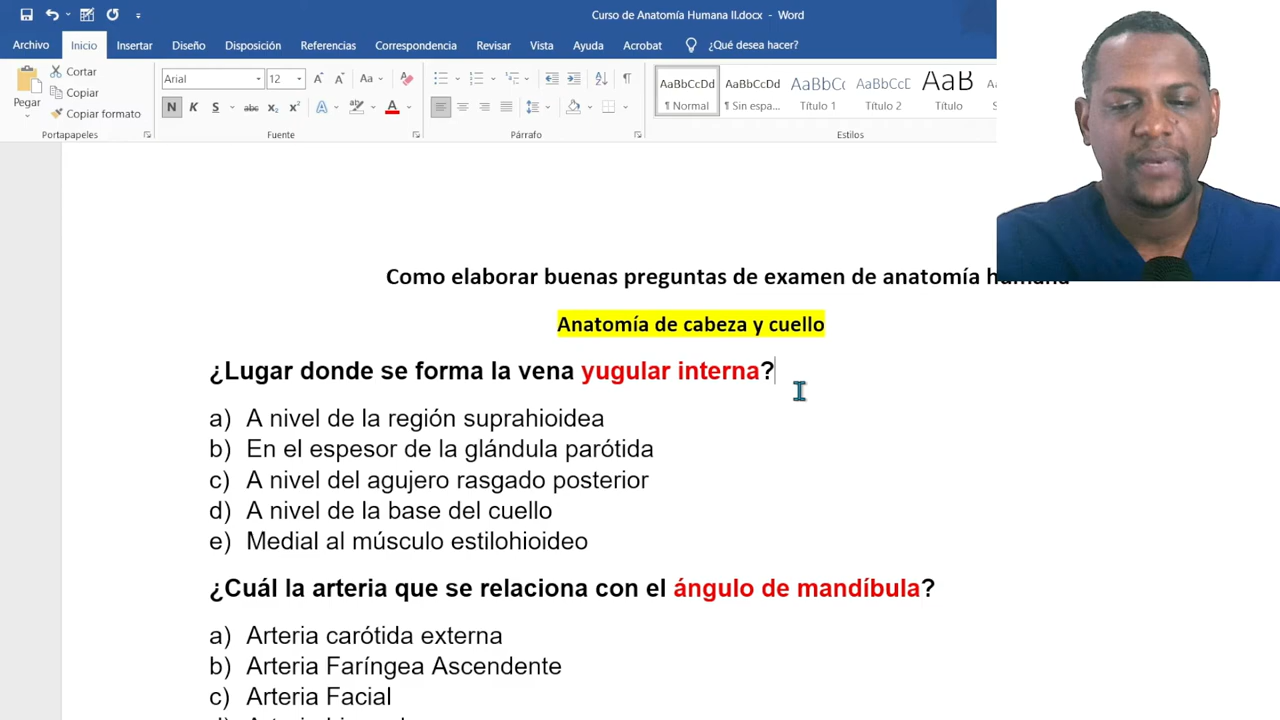 Curso de Anatomía Humana II.docx - Word
Archivo Inicio Insertar Diseño Disposición Referencias Correspondencia Revisar Vista Ayuda Acrobat ¿Qué desea hacer?
Pegar
Cortar
Copiar
Copiar formato
Portapapeles
Arial 12
N K S abc x₂ x²
Fuente
Párrafo
AaBbCcDd AaBbCcDd AaBbCc AaBbCcD AaB
¶ Normal ¶ Sin espa... Título 1 Título 2 Título
Estilos
Como elaborar buenas preguntas de examen de anatomía humana
Anatomía de cabeza y cuello
¿Lugar donde se forma la vena yugular interna?
a) A nivel de la región suprahioidea
b) En el espesor de la glándula parótida
c) A nivel del agujero rasgado posterior
d) A nivel de la base del cuello
e) Medial al músculo estilohioideo
¿Cuál la arteria que se relaciona con el ángulo de mandíbula?
a) Arteria carótida externa
b) Arteria Faríngea Ascendente
c) Arteria Facial